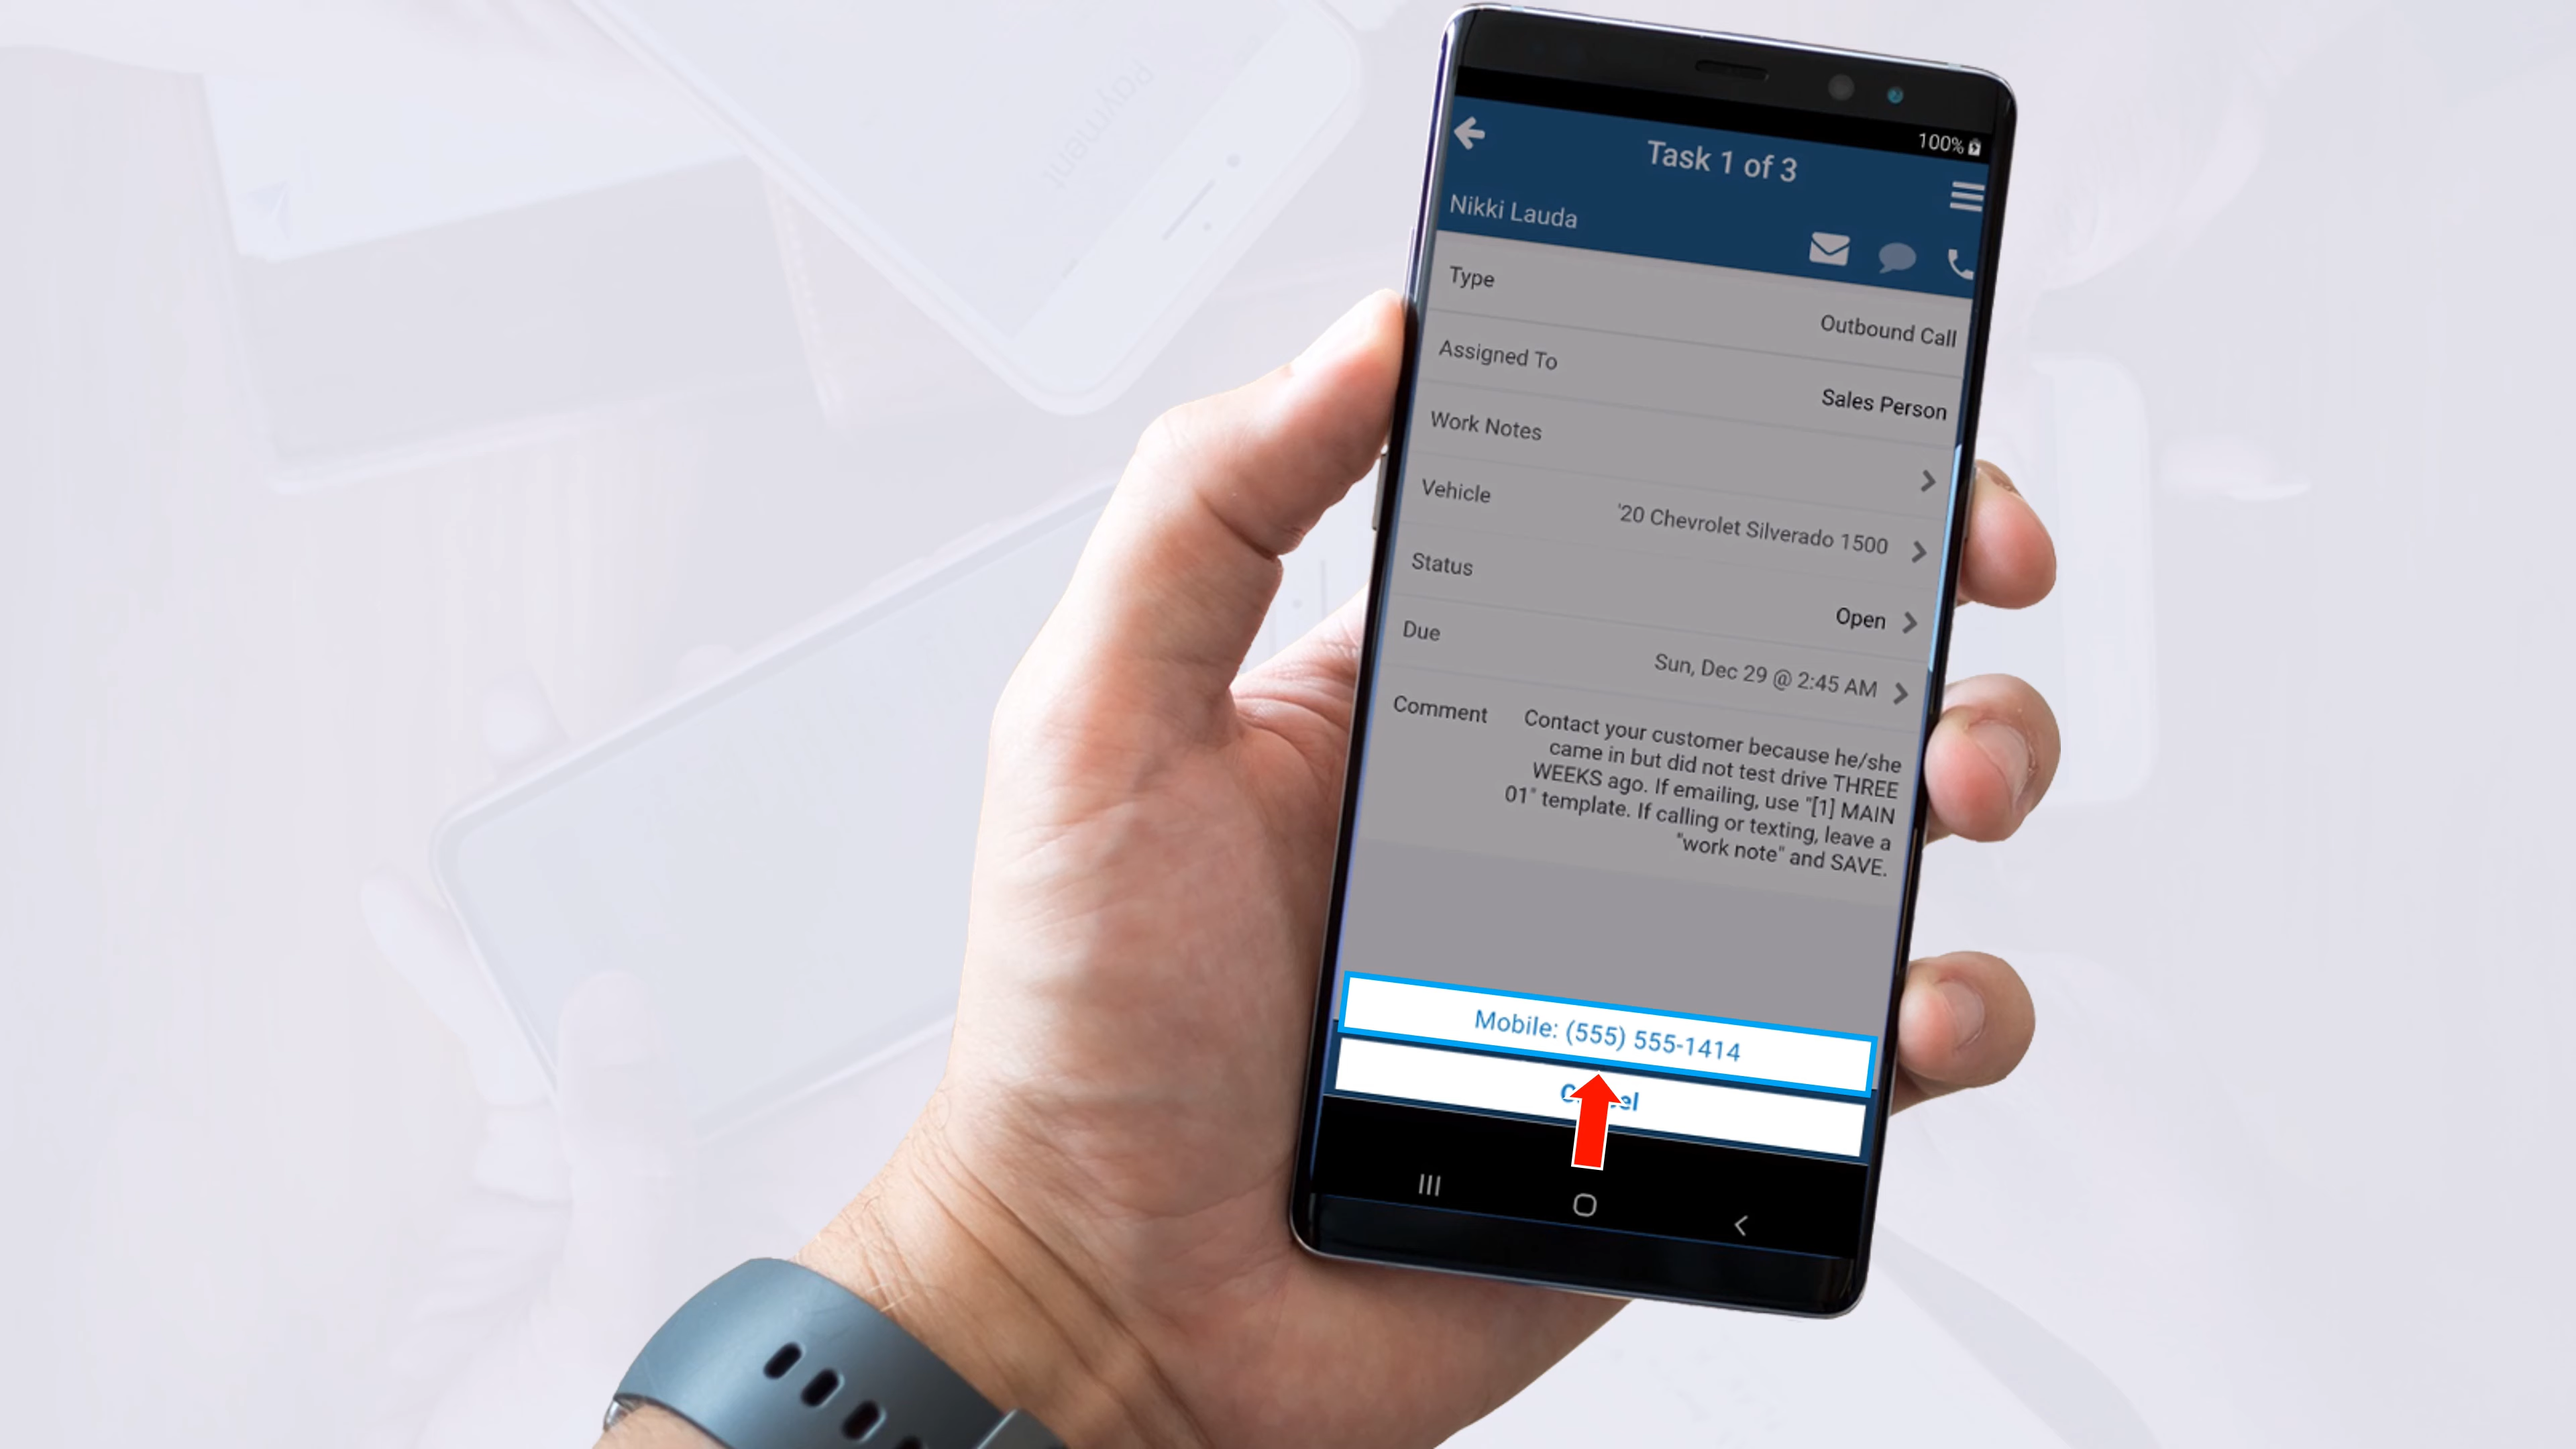 payment
100%
Task 1 of 3
Nikki Lauda
Type
Outbound Call
Assigned To
Sales Person
Work Notes
Vehicle
'20 Chevrolet Silverado 1500
Status
Open
Due
Sun, Dec 29 @ 2:45 AM
Comment
Contact your customer because he/she
came in but did not test drive THREE
WEEKS ago. If emailing, use "[1] MAIN
01" template. If calling or texting, leave a
"work note" and SAVE.
Mobile: (555) 555-1414